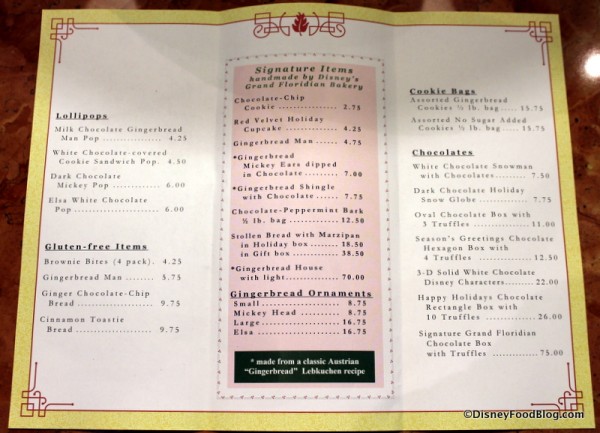 Lollipops
Milk Chocolate Gingerbread
Man Pop ............. 4.25
White Chocolate-covered
Cookie Sandwich Pop. 4.50
Dark Chocolate
Mickey Pop ........... 6.00
Elsa White Chocolate
Pop ..................... 6.00
Gluten-free Items
Brownie Bites (4 pack). 4.25
Gingerbread Man ...... 5.75
Ginger Chocolate-Chip
Bread .................. 9.75
Cinnamon Toastie
Bread .................. 9.75
Signature Items
handmade by Disney's
Grand Floridian Bakery
Chocolate-Chip
Cookie ................ 2.75
Red Velvet Holiday
Cupcake ............... 4.25
Gingerbread Man ...... 4.75
*Gingerbread
Mickey Ears dipped
in Chocolate ......... 7.00
*Gingerbread Shingle
with Chocolate ...... 7.75
Chocolate-Peppermint Bark
½ lb. bag ............ 12.50
Stollen Bread with Marzipan
in Holiday box ....... 18.50
in Gift box ........... 38.50
*Gingerbread House
with light ............. 70.00
Gingerbread Ornaments
Small .................... 8.75
Mickey Head .......... 8.75
Large .................... 16.75
Elsa ...................... 16.75
* made from a classic Austrian
"Gingerbread" Lebkuchen recipe
Cookie Bags
Assorted Gingerbread
Cookies ½ lb. bag ..... 15.75
Assorted No Sugar Added
Cookies ½ lb. bag ..... 15.75
Chocolates
White Chocolate Snowman
with Chocolates ........ 7.50
Dark Chocolate Holiday
Snow Globe ............ 7.75
Oval Chocolate Box with
3 Truffles ............... 11.00
Season's Greetings Chocolate
Hexagon Box with
4 Truffles .............. 12.50
3-D Solid White Chocolate
Disney Characters........ 22.00
Happy Holidays Chocolate
Rectangle Box with
10 Truffles .............. 26.00
Signature Grand Floridian
Chocolate Box
with Truffles ............ 75.00
©DisneyFoodBlog.com